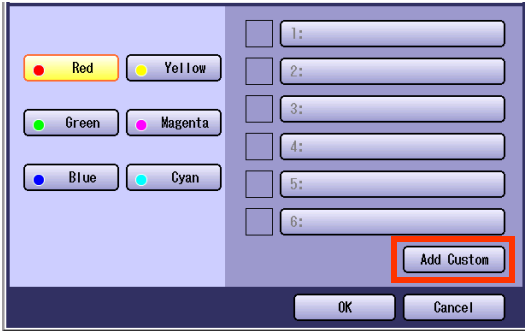 Red
Yellow
Green
Magenta
Blue
Cyan
1:
2:
3:
4:
5:
6:
Add Custom
OK
Cancel